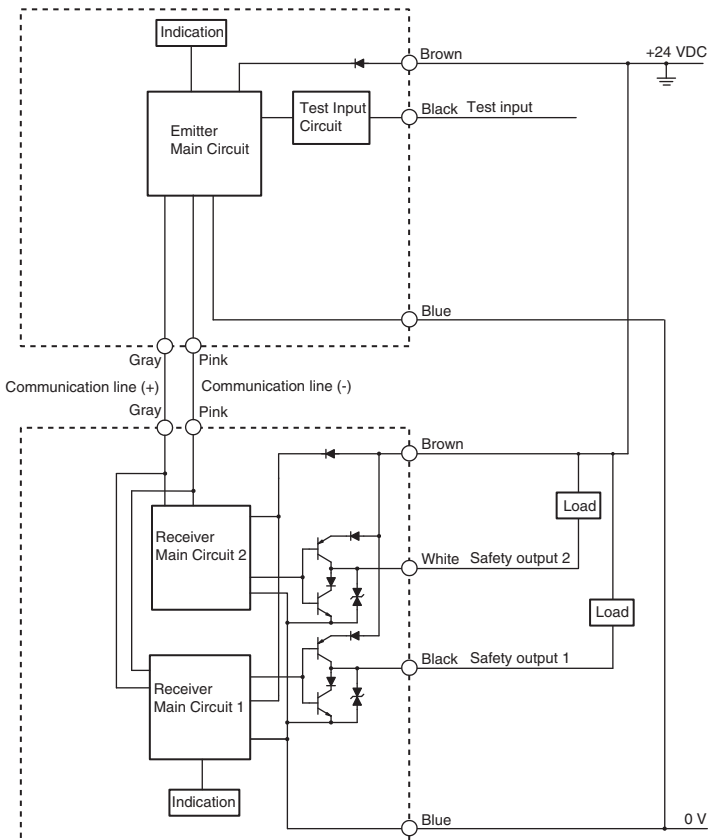 Indication
Brown
+24 VDC
Emitter
Main Circuit
Test Input
Circuit
Black Test input
Blue
Gray Pink
Communication line (+) Communication line (-)
Gray Pink
Brown
Load
Receiver
Main Circuit 2
White Safety output 2
Load
Black Safety output 1
Receiver
Main Circuit 1
Indication
Blue
0 V